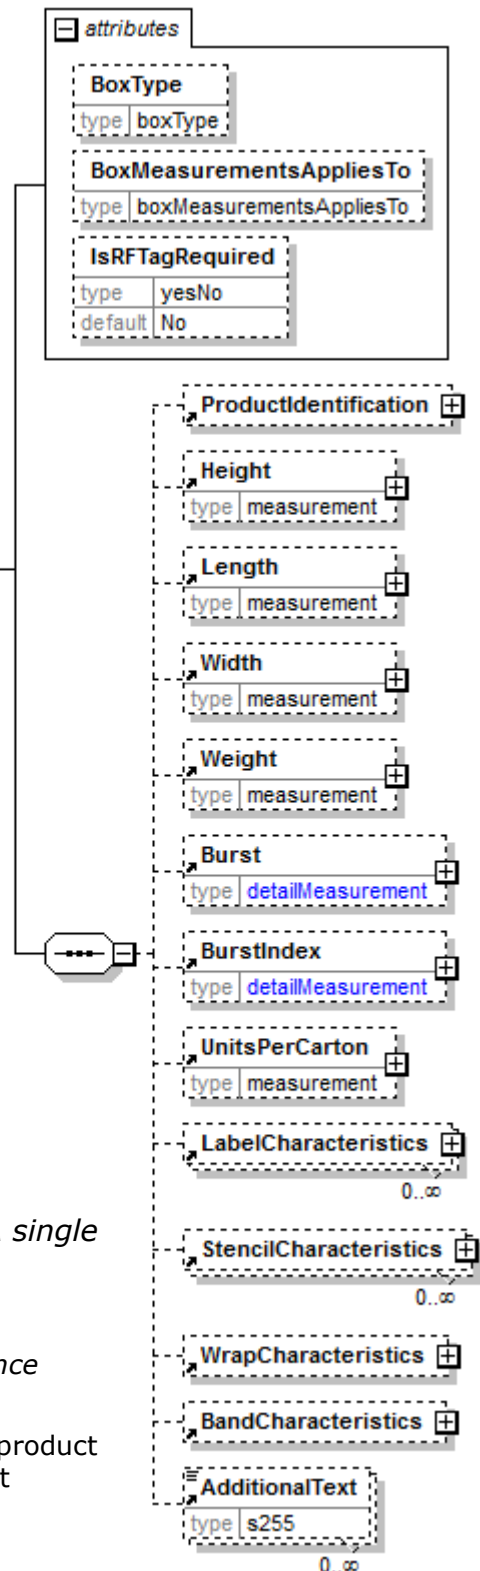 attributes
BoxType
type boxType
BoxMeasurementsAppliesTo
type boxMeasurementsAppliesTo
IsRFTagRequired
type yesNo
default No
ProductIdentification
Height
type measurement
Length
type measurement
Width
type measurement
Weight
type measurement
Burst
type detailMeasurement
BurstIndex
type detailMeasurement
UnitsPerCarton
type measurement
LabelCharacteristics
0..∞
single
StencilCharacteristics
0..∞
nce
WrapCharacteristics
BandCharacteristics
product
t
AdditionalText
type s255
0..∞